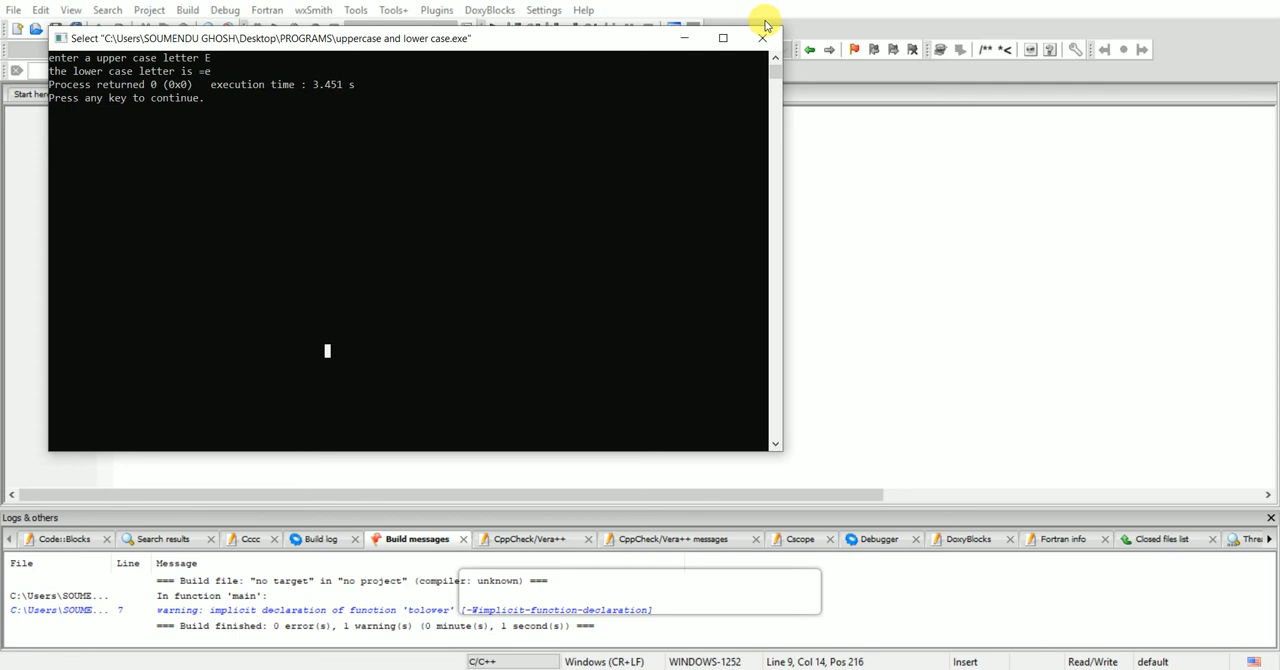 File Edit View Search Project Build Debug Fortran wxSmith Tools Tools+ Plugins DoxyBlocks Settings Help
Select "C:\Users\SOUMENDU GHOSH\Desktop\PROGRAMS\uppercase and lower case.exe"
enter a upper case letter E
the lower case letter is =e
Process returned 0 (0x0)   execution time : 3.451 s
Press any key to continue.
/** *<
Start here
Logs & others
Code::Blocks Search results Cccc Build log Build messages CppCheck/Vera++ CppCheck/Vera++ messages Cscope Debugger DoxyBlocks Fortran info Closed files list Thre
File Line Message
=== Build file: "no target" in "no project" (compiler: unknown) ===
C:\Users\SOUME... In function 'main':
C:\Users\SOUME... 7 warning: implicit declaration of function 'tolower' [-Wimplicit-function-declaration]
=== Build finished: 0 error(s), 1 warning(s) (0 minute(s), 1 second(s)) ===
C/C++ Windows (CR+LF) WINDOWS-1252 Line 9, Col 14, Pos 216 Insert Read/Write default